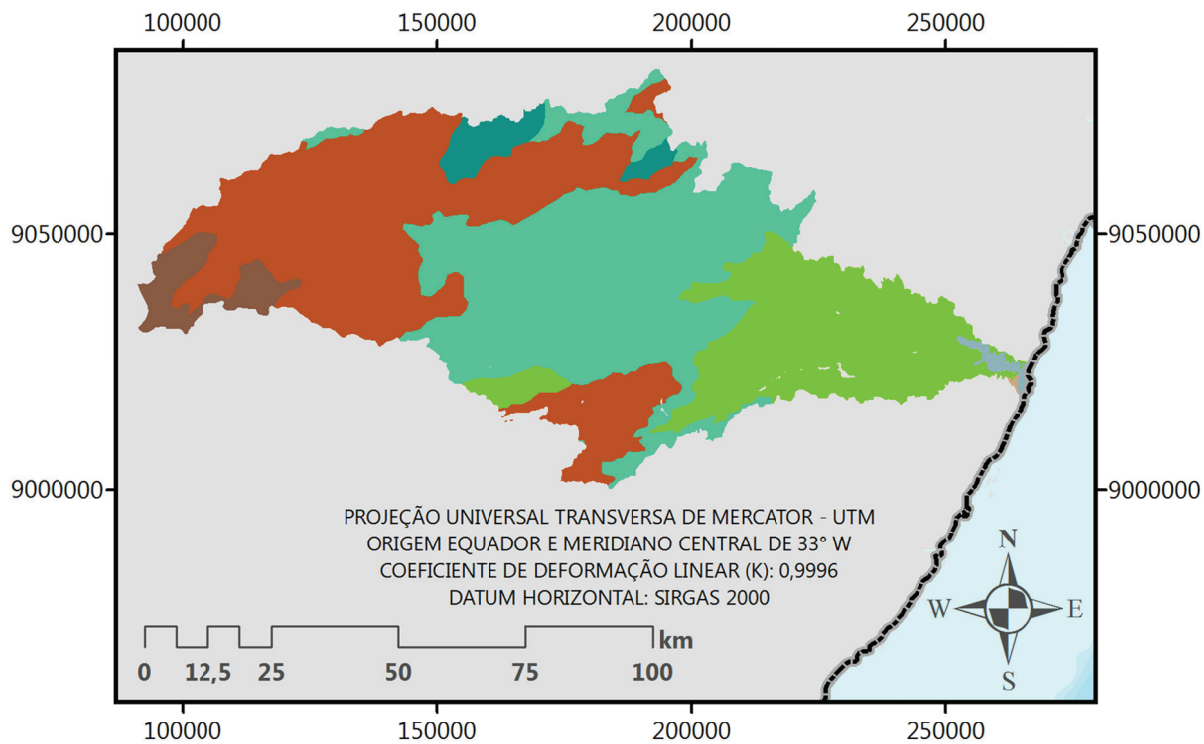 100000 150000 200000 250000
9050000 9050000
9000000 9000000
PROJEÇÃO UNIVERSAL TRANSVERSA DE MERCATOR - UTM
ORIGEM EQUADOR E MERIDIANO CENTRAL DE 33° W
COEFICIENTE DE DEFORMAÇÃO LINEAR (K): 0,9996
DATUM HORIZONTAL: SIRGAS 2000
N
W E
S
km
0 12,5 25 50 75 100
100000 150000 200000 250000